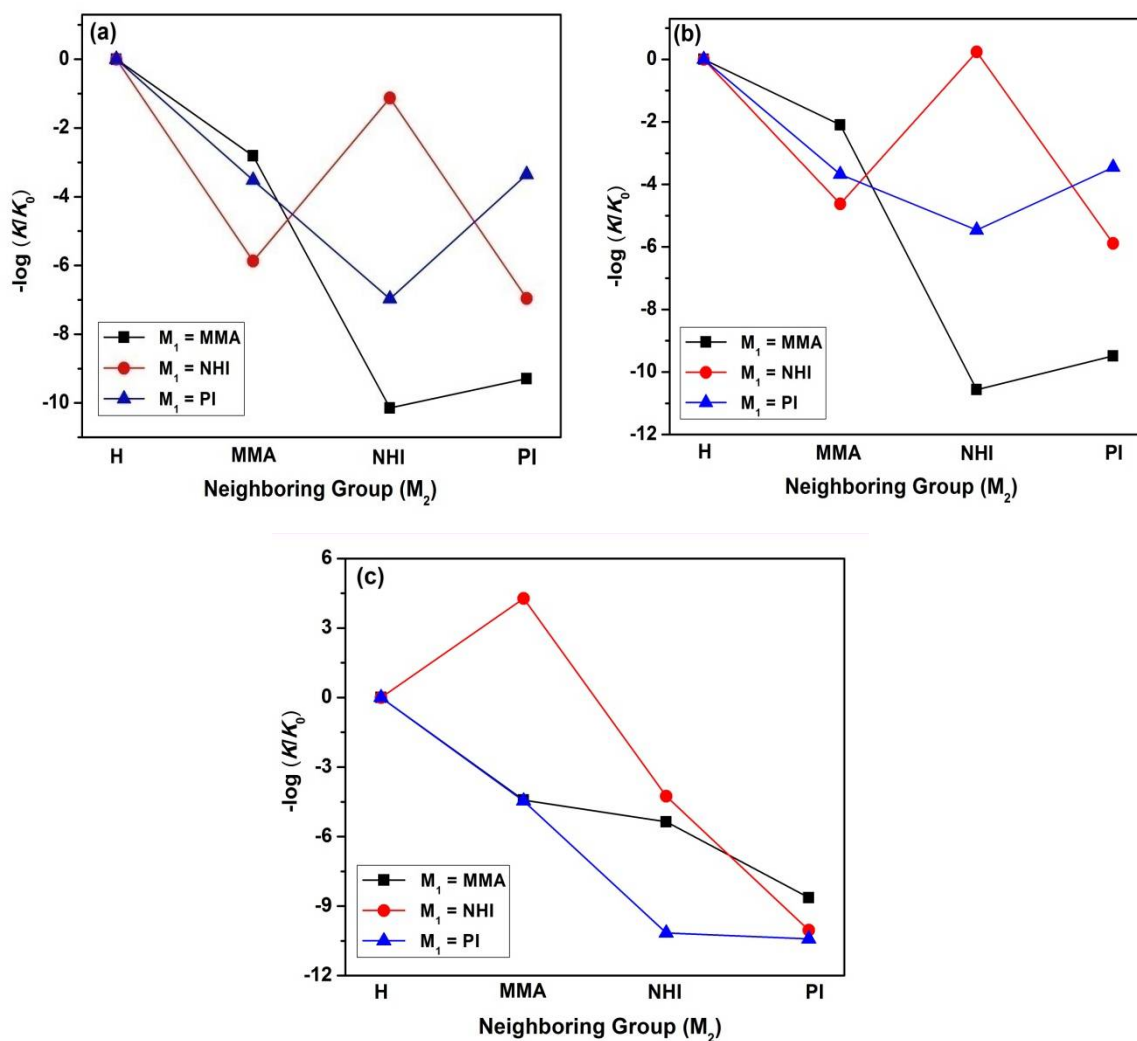 (a)
0
-2
-4
-6
-8
-10
-log (K/K₀)
M₁ = MMA
M₁ = NHI
M₁ = PI
H MMA NHI PI
Neighboring Group (M₂)
(b)
0
-2
-4
-6
-8
-10
-12
-log (K/K₀)
M₁ = MMA
M₁ = NHI
M₁ = PI
H MMA NHI PI
Neighboring Group (M₂)
(c)
6
3
0
-3
-6
-9
-12
-log (K/K₀)
M₁ = MMA
M₁ = NHI
M₁ = PI
H MMA NHI PI
Neighboring Group (M₂)